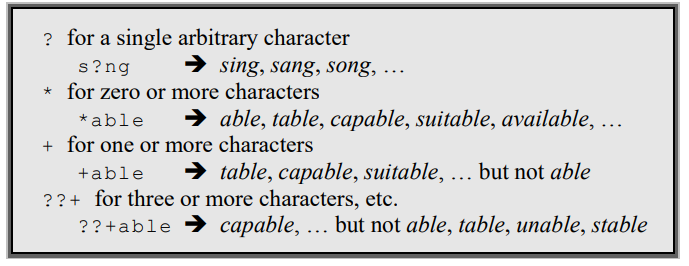 ? for a single arbitrary character
s?ng ➔ sing, sang, song, …
* for zero or more characters
*able ➔ able, table, capable, suitable, available, …
+ for one or more characters
+able ➔ table, capable, suitable, … but not able
??+ for three or more characters, etc.
??+able ➔ capable, … but not able, table, unable, stable